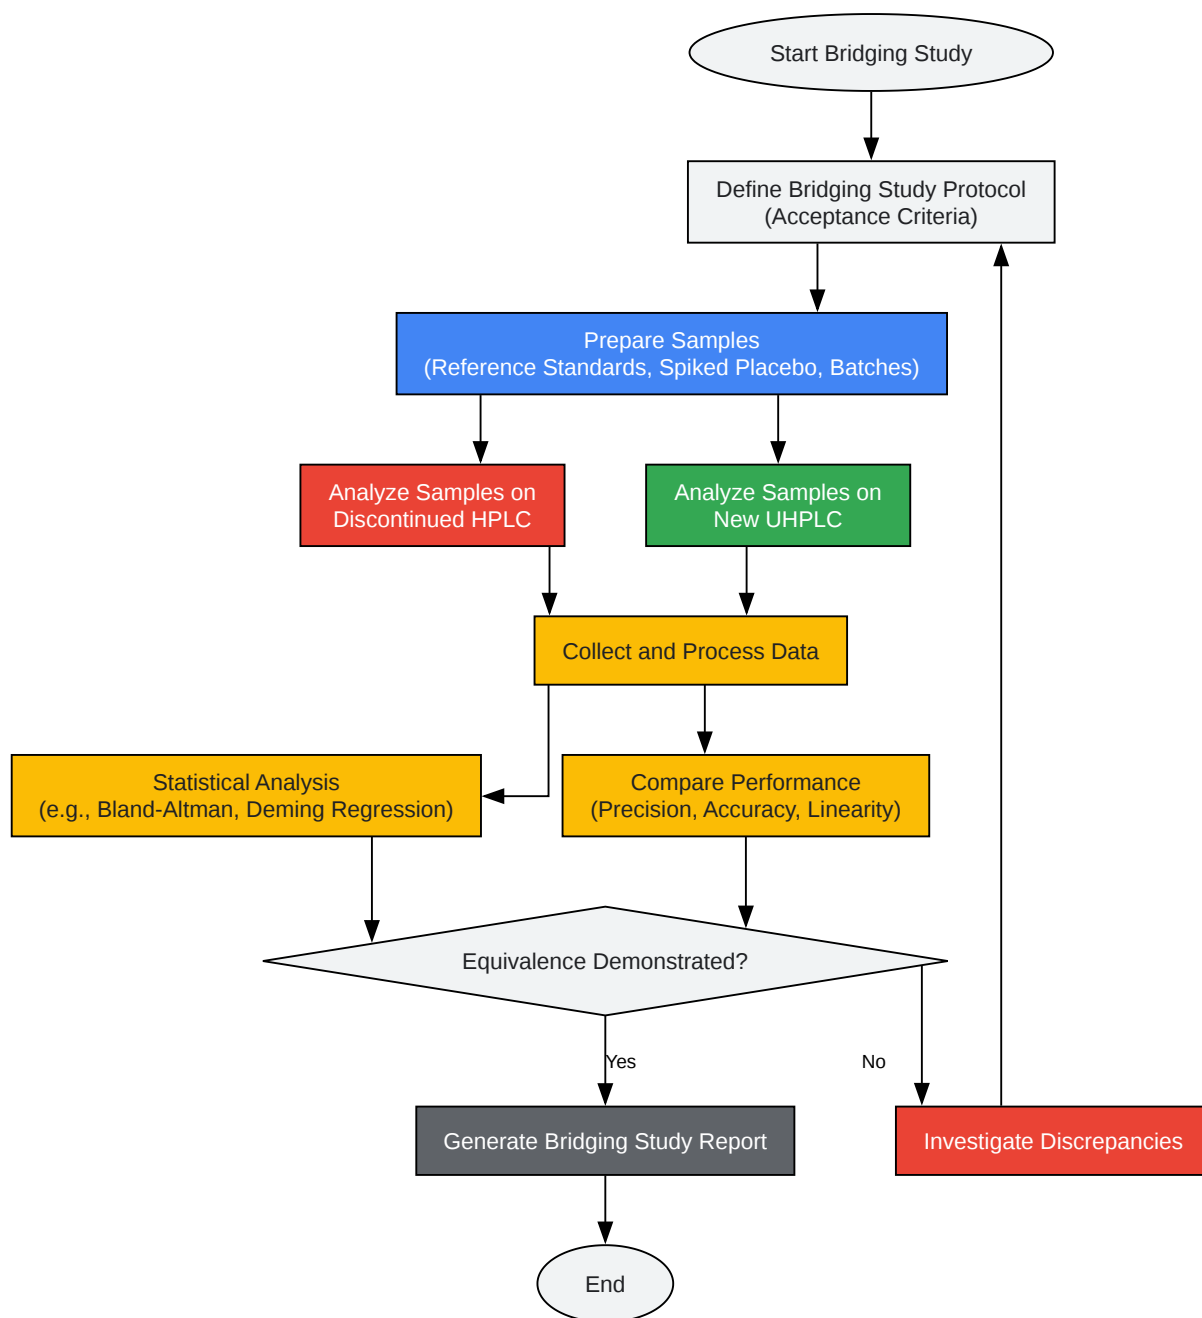 Start Bridging Study
Define Bridging Study Protocol
(Acceptance Criteria)
Prepare Samples
(Reference Standards, Spiked Placebo, Batches)
Analyze Samples on
Discontinued HPLC
Analyze Samples on
New UHPLC
Collect and Process Data
Statistical Analysis
(e.g., Bland-Altman, Deming Regression)
Compare Performance
(Precision, Accuracy, Linearity)
Equivalence Demonstrated?
Yes
No
Generate Bridging Study Report
Investigate Discrepancies
End